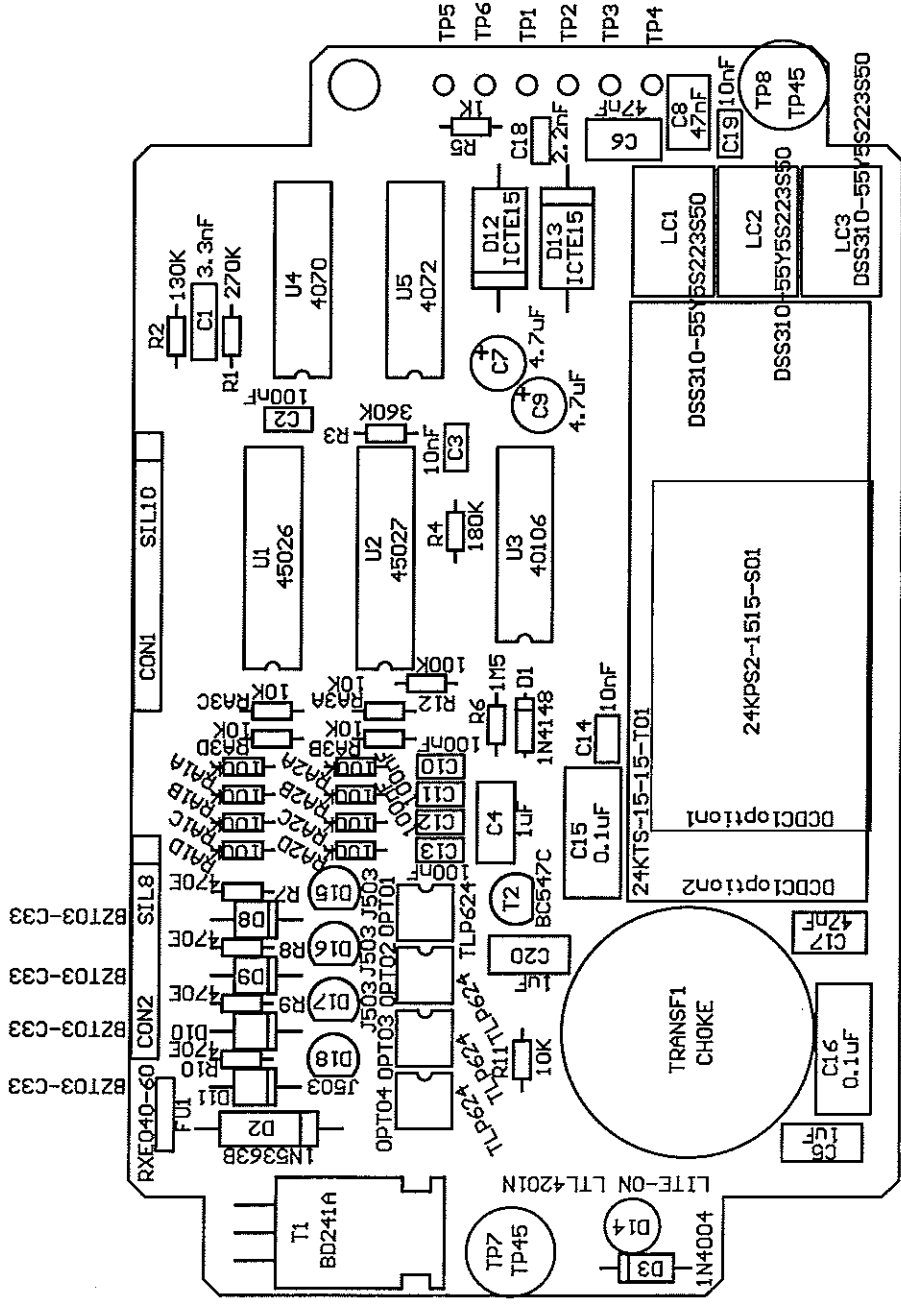 TP5
TP6
TP1
TP2
TP3
TP4
1K
R5
C18
2.2nF
47nF
C6
C8
47nF
C19
10nF
TP8
TP45
R2
130K
C1
3.3nF
R1
270K
U4
4070
U5
4072
D12
ICTE15
D13
ICTE15
LC1
DSS310-55Y5S223S50
LC2
DSS310-55Y5S223S50
LC3
DSS310-55Y5S223S50
C2
100nF
R3
360K
10nF
C3
+
C7
4.7uF
+
C9
4.7uF
SIL10
CON1
U1
45026
U2
45027
R4
180K
U3
40106
24KPS2-1515-S01
DCDC1option1
24KTS-15-15-T01
DCDC1option2
RA3C
10K
RA3A
10K
R12
100K
RA3D
10K
RA3B
10K
R6
1M5
D1
1N4148
C14
10nF
RA1A
RA1B
RA1C
RA1D
RA2A
RA2B
RA2C
RA2D
100nF
C10
100nF
C11
100nF
C12
C13
100nF
C4
1uF
C15
0.1uF
SIL8
CON2
BZT03-C33
BZT03-C33
BZT03-C33
BZT03-C33
470E
R7
D8
470E
R8
D9
470E
R9
D10
470E
R10
D11
D15
J503
D16
J503
D17
J503
D18
J503
OPTO1
TLP624
OPTO2
TLP624
OPTO3
TLP624
OPTO4
TLP624
T2
BC547C
C20
1uF
R11
10K
TRANSF1
CHOKE
C17
47nF
C16
0.1uF
C5
1uF
RXE040-60
FU1
D2
1N5363B
T1
BD241A
TP7
TP45
LITE-ON LTL4201N
D14
D3
1N4004